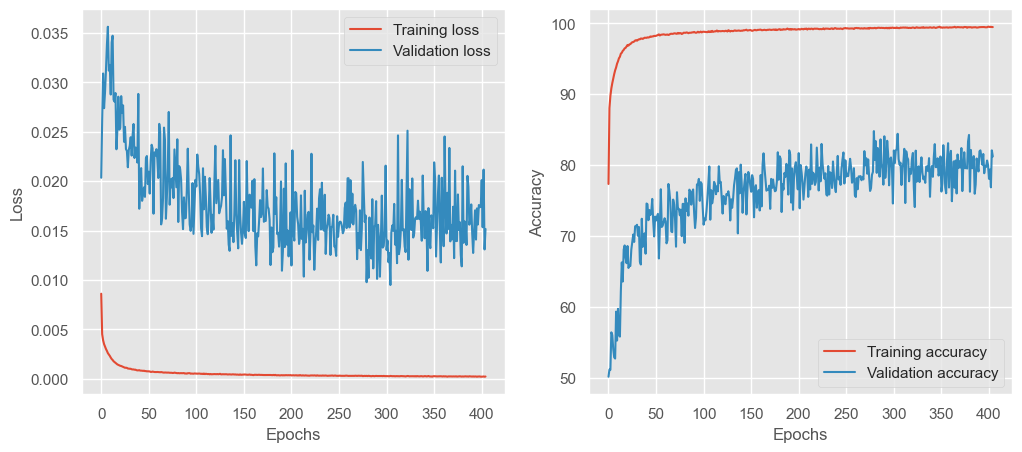 0.035
0.030
0.025
0.020
0.015
0.010
0.005
0.000
Loss
0 50 100 150 200 250 300 350 400
Epochs
Training loss
Validation loss
100
90
80
70
60
50
Accuracy
0 50 100 150 200 250 300 350 400
Epochs
Training accuracy
Validation accuracy